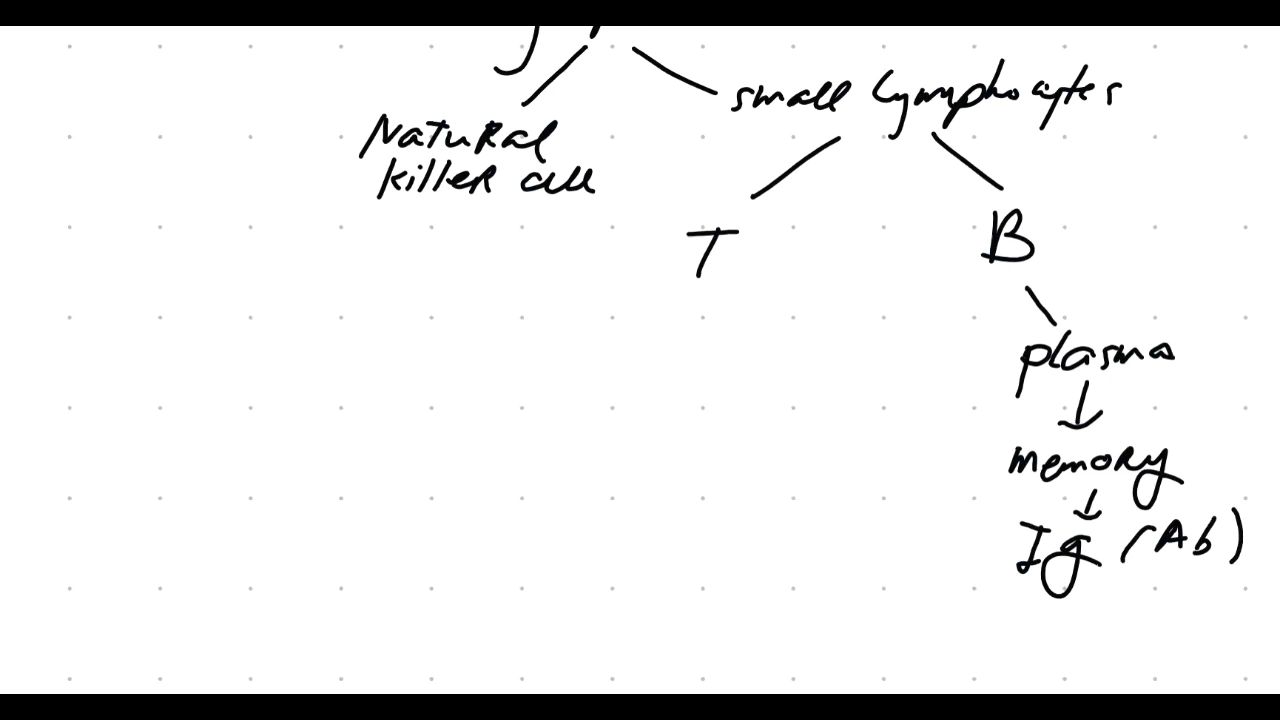 small lymphocytes
Natural
killer cell
T
B
plasma
memory
Ig (Ab)